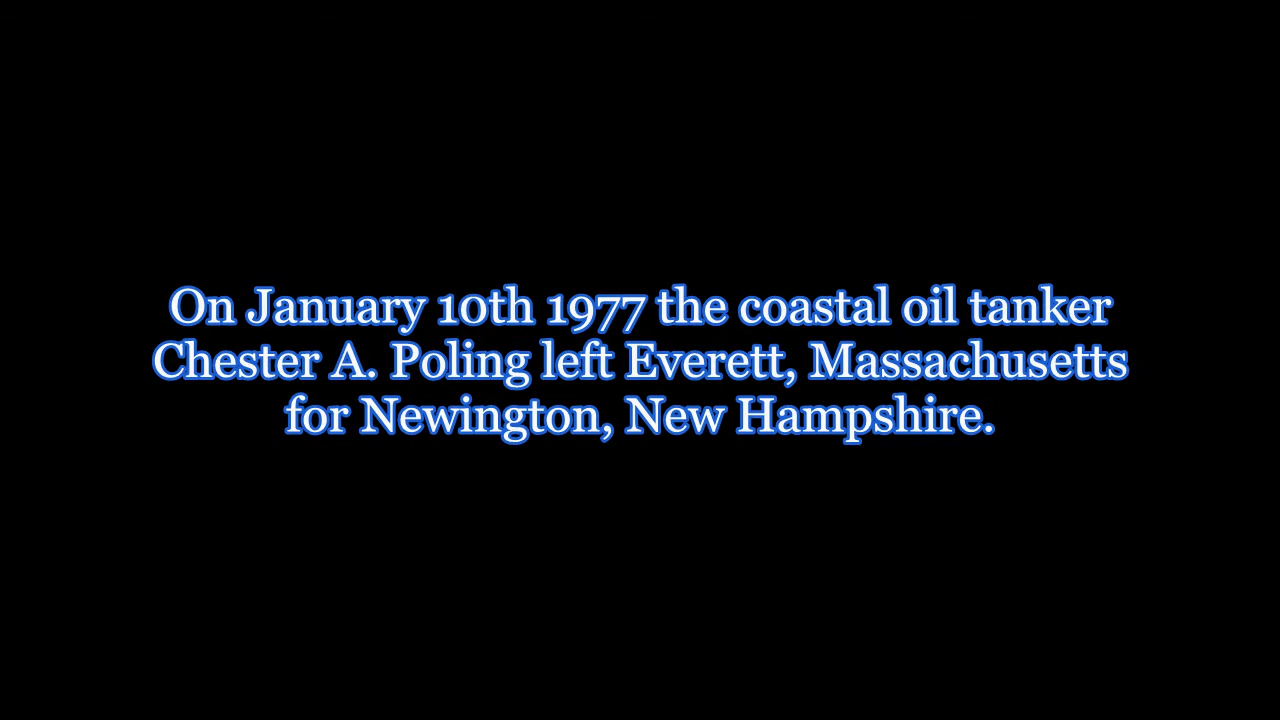 On January 10th 1977 the coastal oil tanker
Chester A. Poling left Everett, Massachusetts
for Newington, New Hampshire.